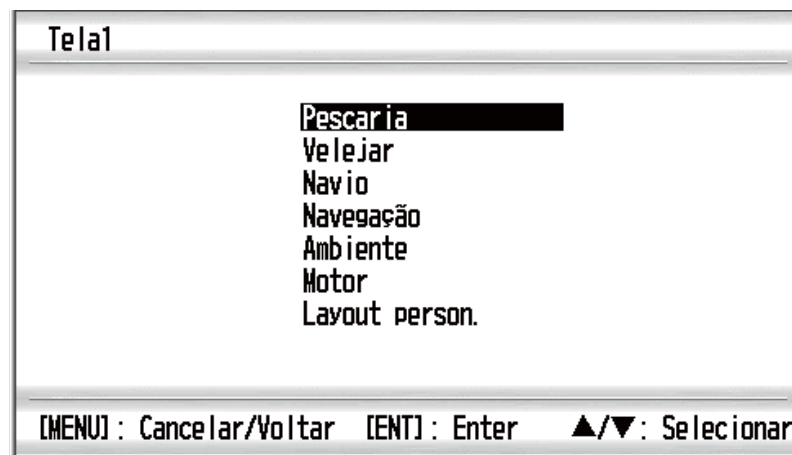 Tela1
Pescaria
Velejar
Navio
Navegação
Ambiente
Motor
Layout person.
[MENU]: Cancelar/Voltar [ENT]: Enter ▲/▼: Selecionar